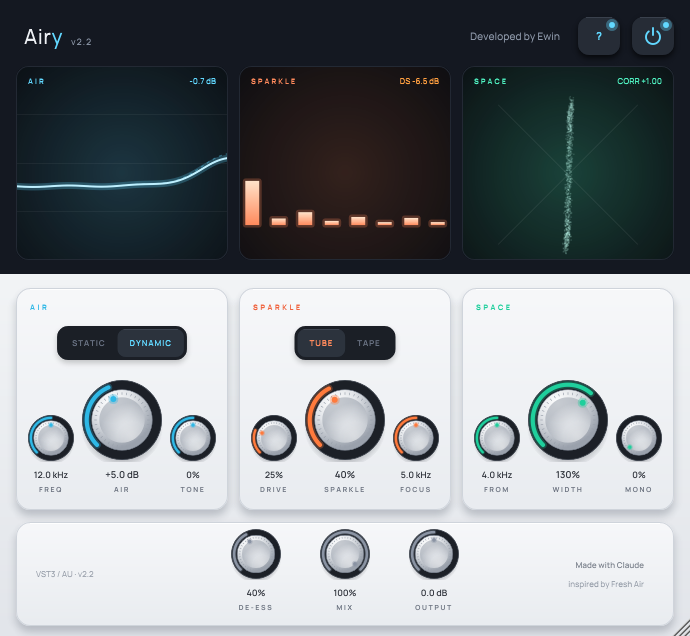 Airy v2.2
Developed by Ewin
?
AIR -0.7 dB
SPARKLE DS -6.5 dB
SPACE CORR +1.00
AIR
STATIC DYNAMIC
12.0 kHz +5.0 dB 0%
FREQ AIR TONE
SPARKLE
TUBE TAPE
25% 40% 5.0 kHz
DRIVE SPARKLE FOCUS
SPACE
4.0 kHz 130% 0%
FROM WIDTH MONO
VST3 / AU · v2.2
40% 100% 0.0 dB
DE-ESS MIX OUTPUT
Made with Claude
inspired by Fresh Air